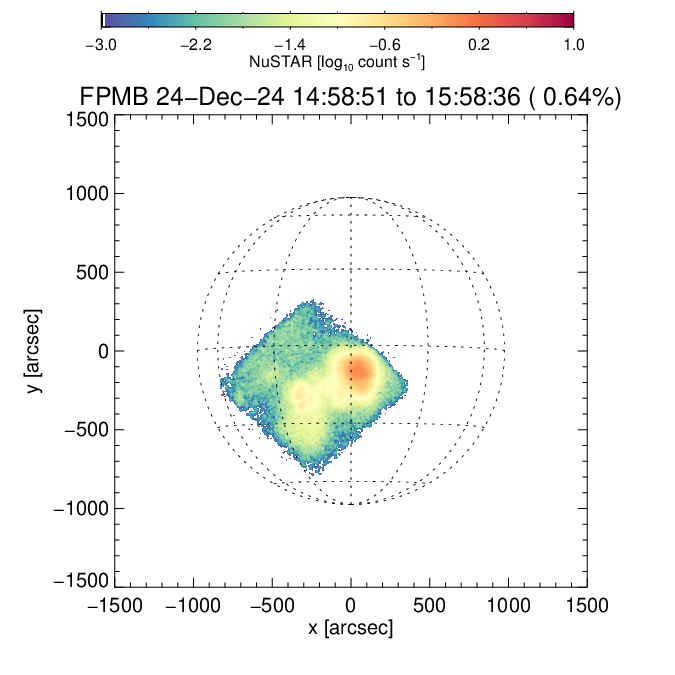 −3.0 −2.2 −1.4 −0.6 0.2 1.0
NuSTAR [log₁₀ count s⁻¹]
FPMB 24−Dec−24 14:58:51 to 15:58:36 ( 0.64%)
1500
1000
500
0
−500
−1000
−1500
y [arcsec]
−1500 −1000 −500 0 500 1000 1500
x [arcsec]